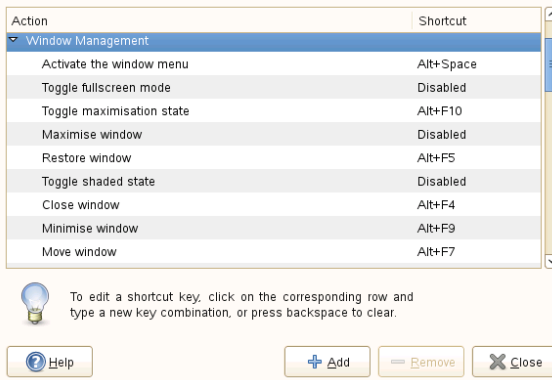 Action Shortcut
Window Management
Activate the window menu Alt+Space
Toggle fullscreen mode Disabled
Toggle maximisation state Alt+F10
Maximise window Disabled
Restore window Alt+F5
Toggle shaded state Disabled
Close window Alt+F4
Minimise window Alt+F9
Move window Alt+F7
To edit a shortcut key, click on the corresponding row and
type a new key combination, or press backspace to clear.
Help Add Remove Close